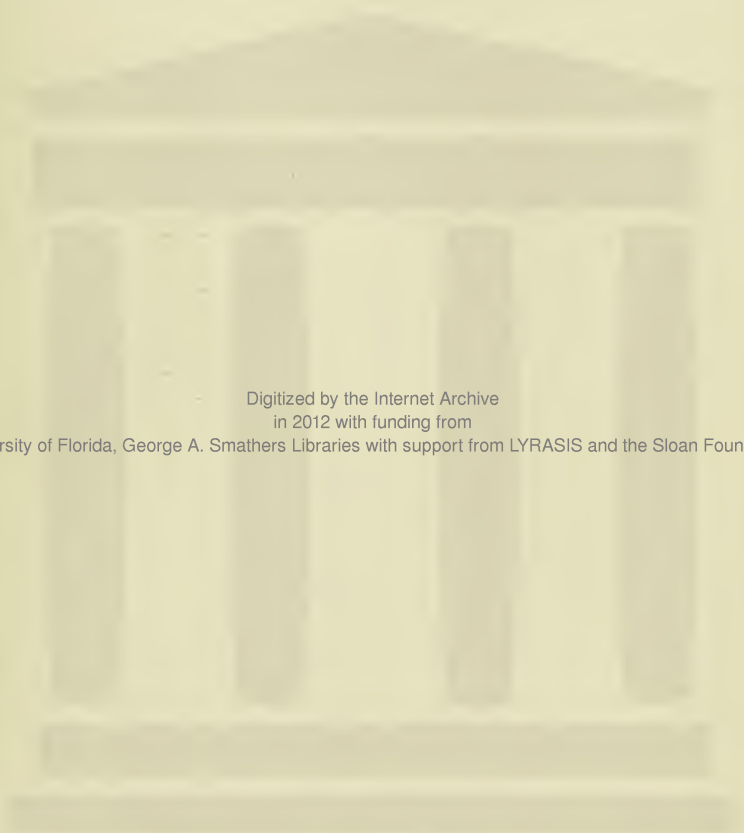 Digitized by the Internet Archive
in 2012 with funding from
rsity of Florida, George A. Smathers Libraries with support from LYRASIS and the Sloan Foun